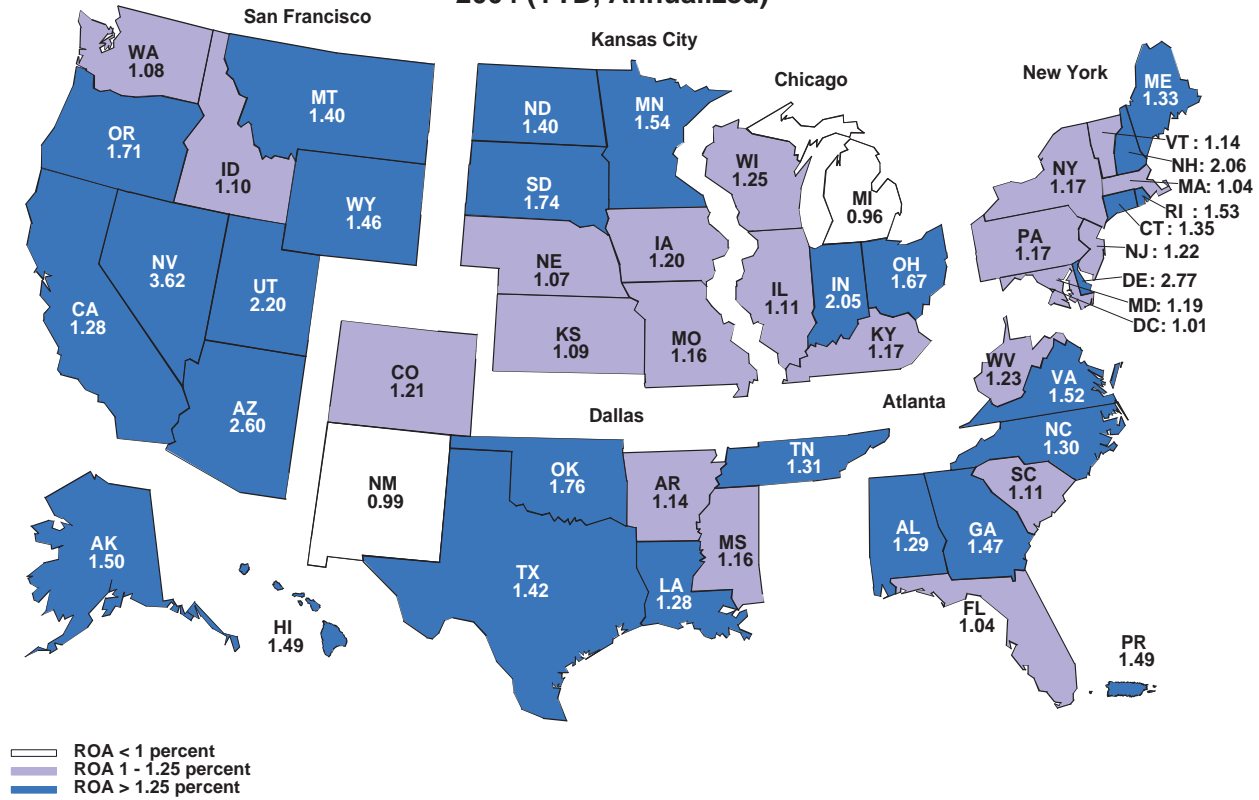 2004 (YTD, Annualized)
San Francisco
Kansas City
Chicago
New York
Dallas
Atlanta
WA
1.08
MT
1.40
OR
1.71
ID
1.10
WY
1.46
NV
3.62
UT
2.20
CA
1.28
AZ
2.60
AK
1.50
HI
1.49
ND
1.40
MN
1.54
SD
1.74
NE
1.07
IA
1.20
KS
1.09
MO
1.16
WI
1.25
MI
0.96
IL
1.11
IN
2.05
OH
1.67
KY
1.17
ME
1.33
NY
1.17
PA
1.17
VT : 1.14
NH: 2.06
MA: 1.04
RI : 1.53
CT: 1.35
NJ : 1.22
DE: 2.77
MD: 1.19
DC: 1.01
CO
1.21
NM
0.99
OK
1.76
TX
1.42
AR
1.14
LA
1.28
MS
1.16
TN
1.31
WV
1.23
VA
1.52
NC
1.30
SC
1.11
AL
1.29
GA
1.47
FL
1.04
PR
1.49
ROA < 1 percent
ROA 1 - 1.25 percent
ROA > 1.25 percent